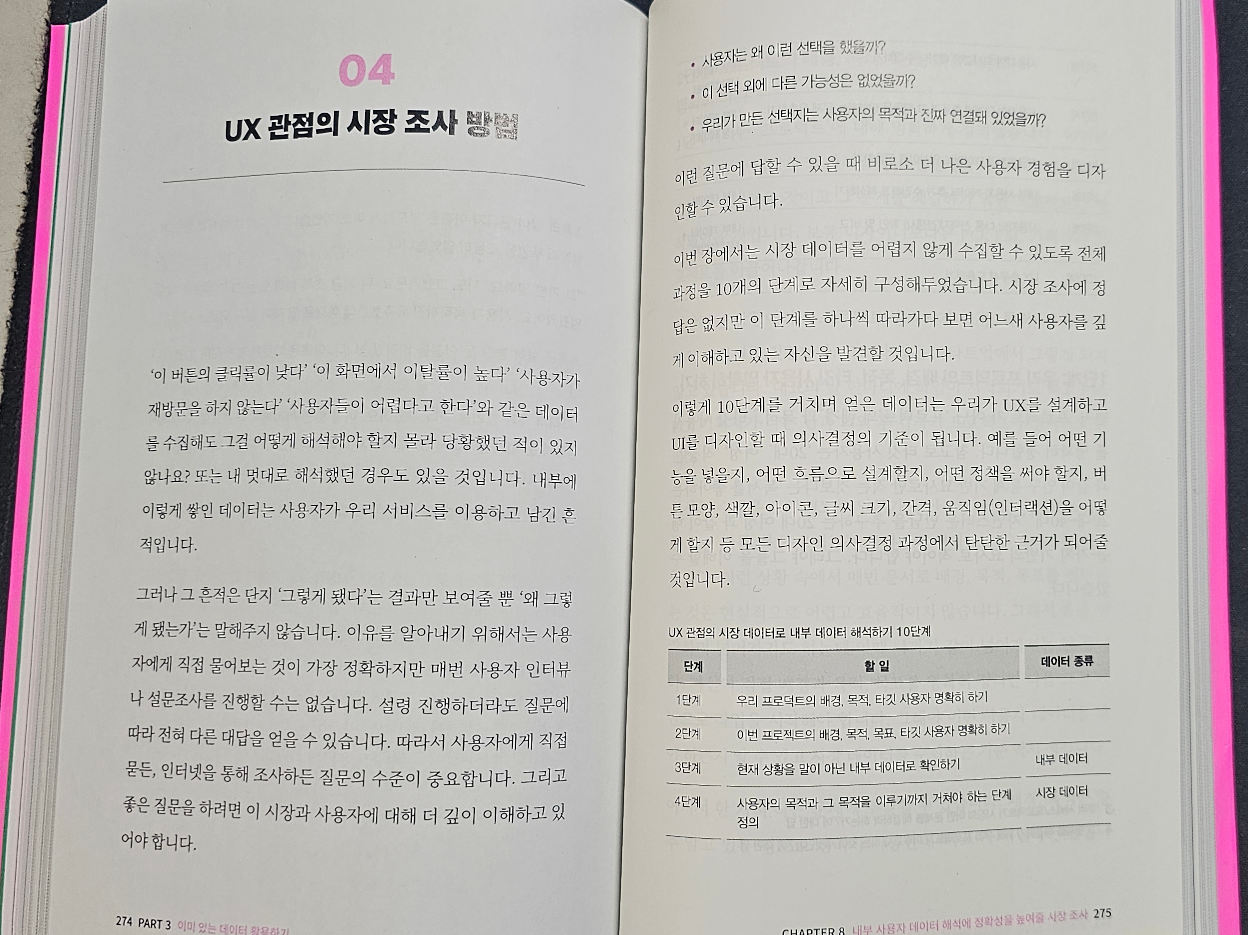 04
UX 관점의 시장 조사 방법
'이 버튼의 클릭률이 낮다' '이 화면에서 이탈률이 높다' '사용자가
재방문을 하지 않는다' '사용자들이 어렵다고 한다'와 같은 데이터
를 수집해도 그걸 어떻게 해석해야 할지 몰라 당황했던 적이 있지
않나요? 또는 내 멋대로 해석했던 경우도 있을 것입니다. 내부에
이렇게 쌓인 데이터는 사용자가 우리 서비스를 이용하고 남긴 흔
적입니다.
그러나 그 흔적은 단지 '그렇게 됐다'는 결과만 보여줄 뿐 '왜 그렇
게 됐는가'는 말해주지 않습니다. 이유를 알아내기 위해서는 사용
자에게 직접 물어보는 것이 가장 정확하지만 매번 사용자 인터뷰
나 설문조사를 진행할 수는 없습니다. 설령 진행하더라도 질문에
따라 전혀 다른 대답을 얻을 수 있습니다. 따라서 사용자에게 직접
묻든, 인터넷을 통해 조사하든 질문의 수준이 중요합니다. 그리고
좋은 질문을 하려면 이 시장과 사용자에 대해 더 깊이 이해하고 있
어야 합니다.
274 PART 3 의미 있는 데이터 활용하기
• 사용자는 왜 이런 선택을 했을까?
• 이 선택 외에 다른 가능성은 없었을까?
• 우리가 만든 선택지는 사용자의 목적과 진짜 연결돼 있었을까?
이런 질문에 답할 수 있을 때 비로소 더 나은 사용자 경험을 디자
인할 수 있습니다.
이번 장에서는 시장 데이터를 어렵지 않게 수집할 수 있도록 전체
과정을 10개의 단계로 자세히 구성해두었습니다. 시장 조사에 정
답은 없지만 이 단계를 하나씩 따라가다 보면 어느새 사용자를 깊
게 이해하고 있는 자신을 발견할 것입니다.
이렇게 10단계를 거치며 얻은 데이터는 우리가 UX를 설계하고
UI를 디자인할 때 의사결정의 기준이 됩니다. 예를 들어 어떤 기
능을 넣을지, 어떤 흐름으로 설계할지, 어떤 정책을 써야 할지, 버
튼 모양, 색깔, 아이콘, 글씨 크기, 간격, 움직임(인터랙션)을 어떻
게 할지 등 모든 디자인 의사결정 과정에서 탄탄한 근거가 되어줄
것입니다.
UX 관점의 시장 데이터로 내부 데이터 해석하기 10단계
단계 할 일 데이터 종류
1단계 우리 프로덕트의 배경, 목적, 타깃 사용자 명확히 하기
2단계 이번 프로젝트의 배경, 목적, 목표, 타깃 사용자 명확히 하기
3단계 현재 상황을 말이 아닌 내부 데이터로 확인하기 내부 데이터
4단계 사용자의 목적과 그 목적을 이루기까지 거쳐야 하는 단계 시장 데이터
정의
CHAPTER 8 내부 사용자 데이터 해석에 정확성을 높여줄 시장 조사 275